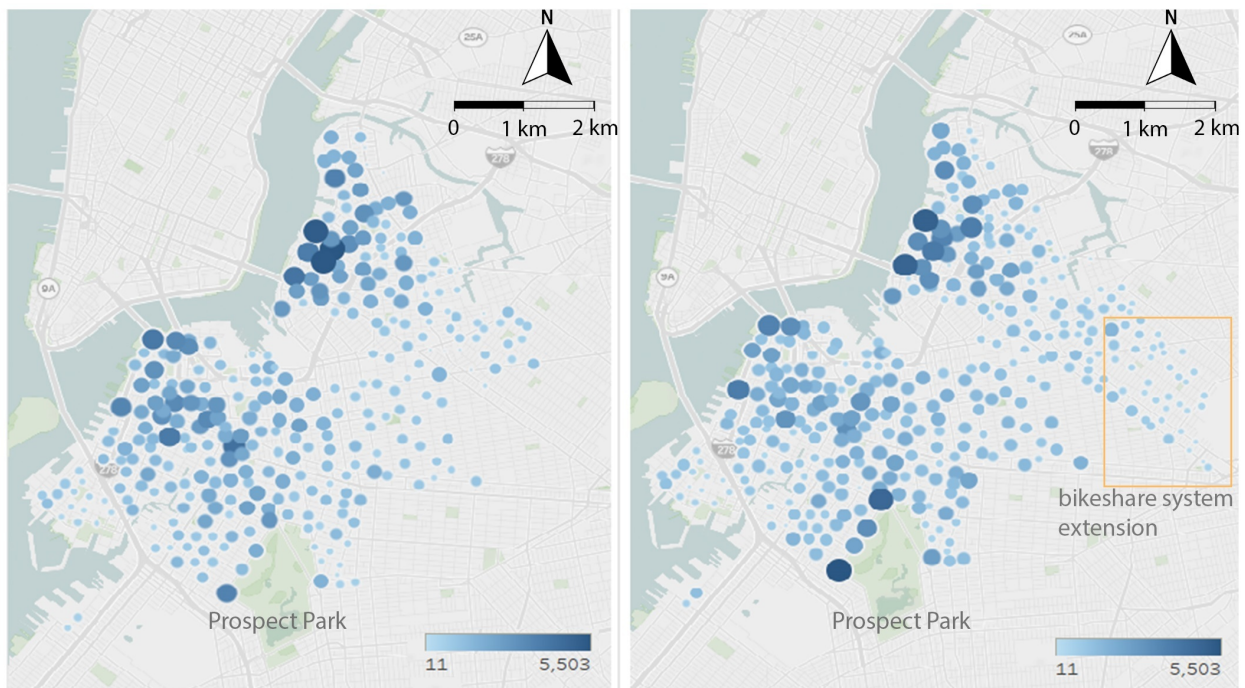 N
0 1 km 2 km
25A
278
9A
278
Prospect Park
11 5,503
N
0 1 km 2 km
25A
278
9A
278
bikeshare system
extension
Prospect Park
11 5,503